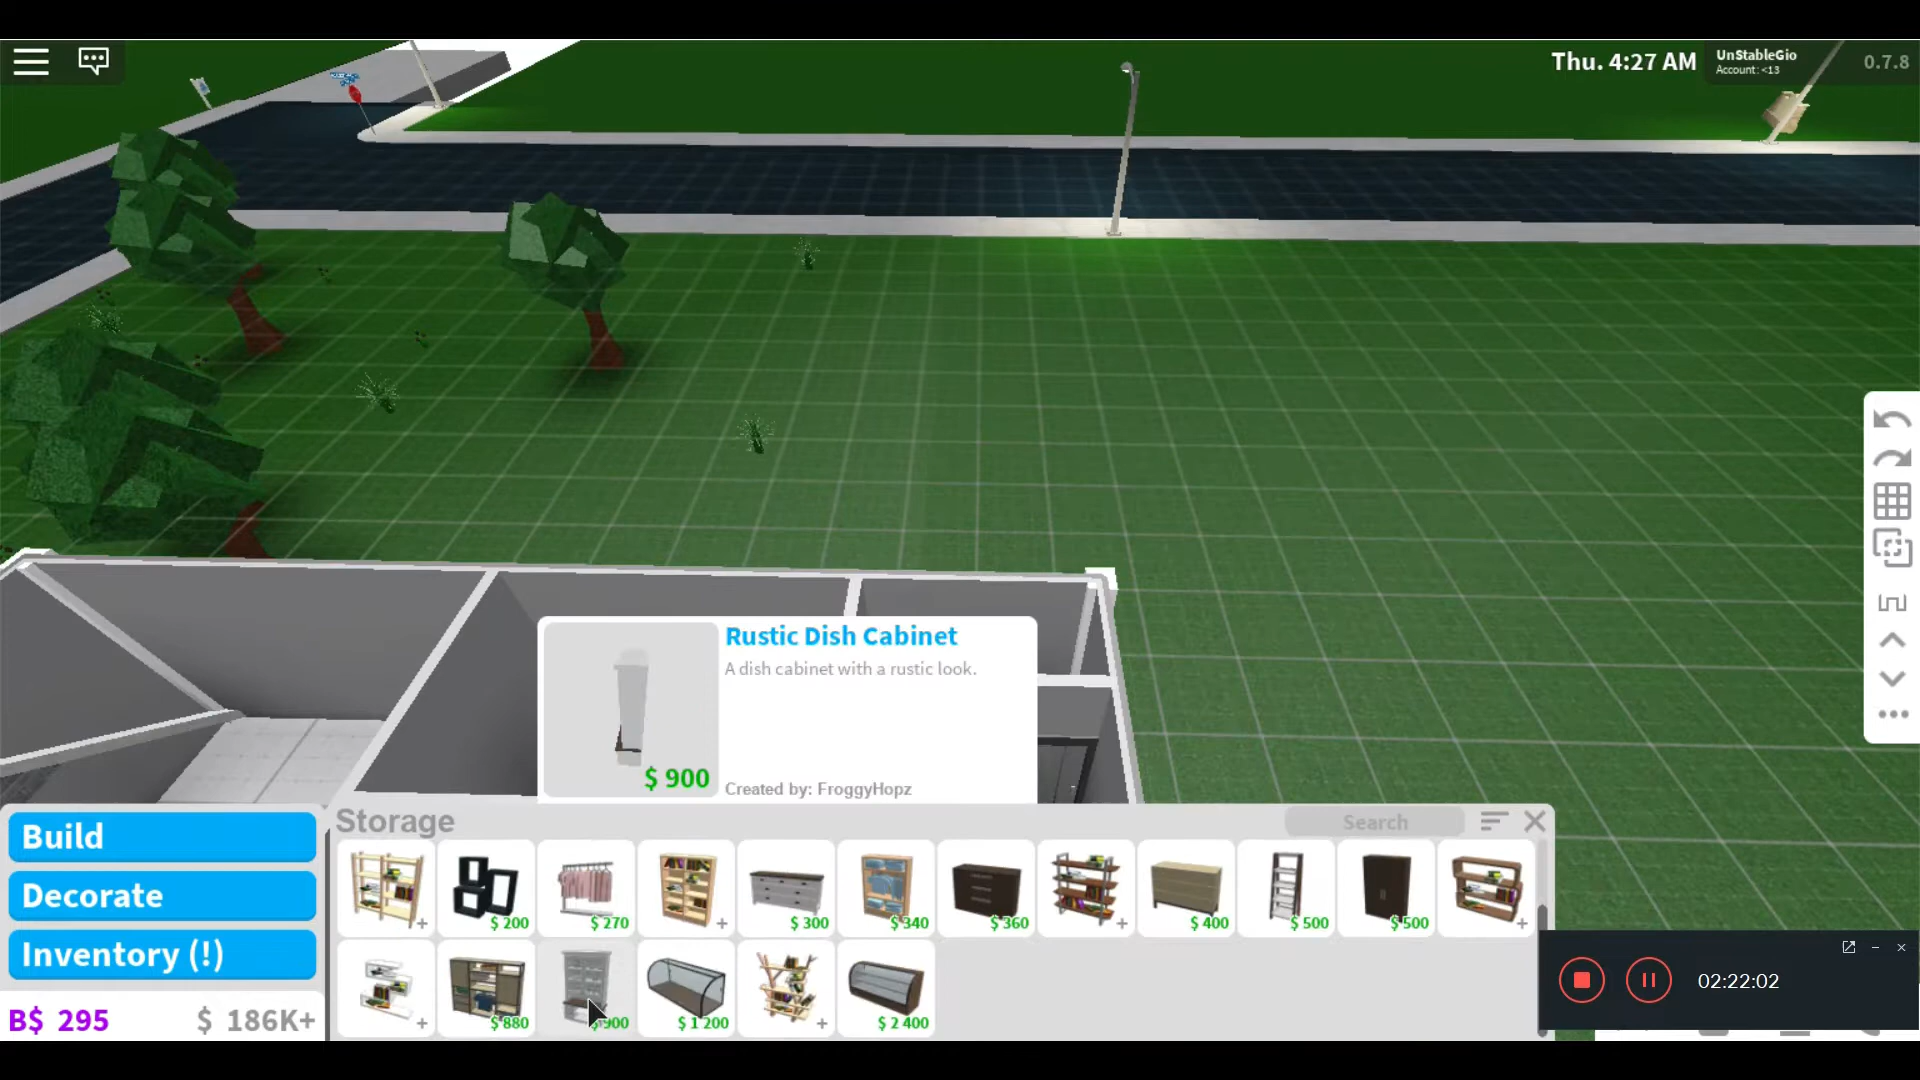 Thu. 4:27 AM
UnStableGio
Account: <13
0.7.8
Rustic Dish Cabinet
A dish cabinet with a rustic look.
$ 900
Created by: FroggyHopz
Build
Decorate
Inventory (!)
B$ 295
$ 186K+
Storage
Search
+
$ 200
$ 270
+
$ 300
$ 340
$ 360
+
$ 400
$ 500
$ 500
+
+
$ 880
$ 900
$ 1 200
+
$ 2 400
02:22:02